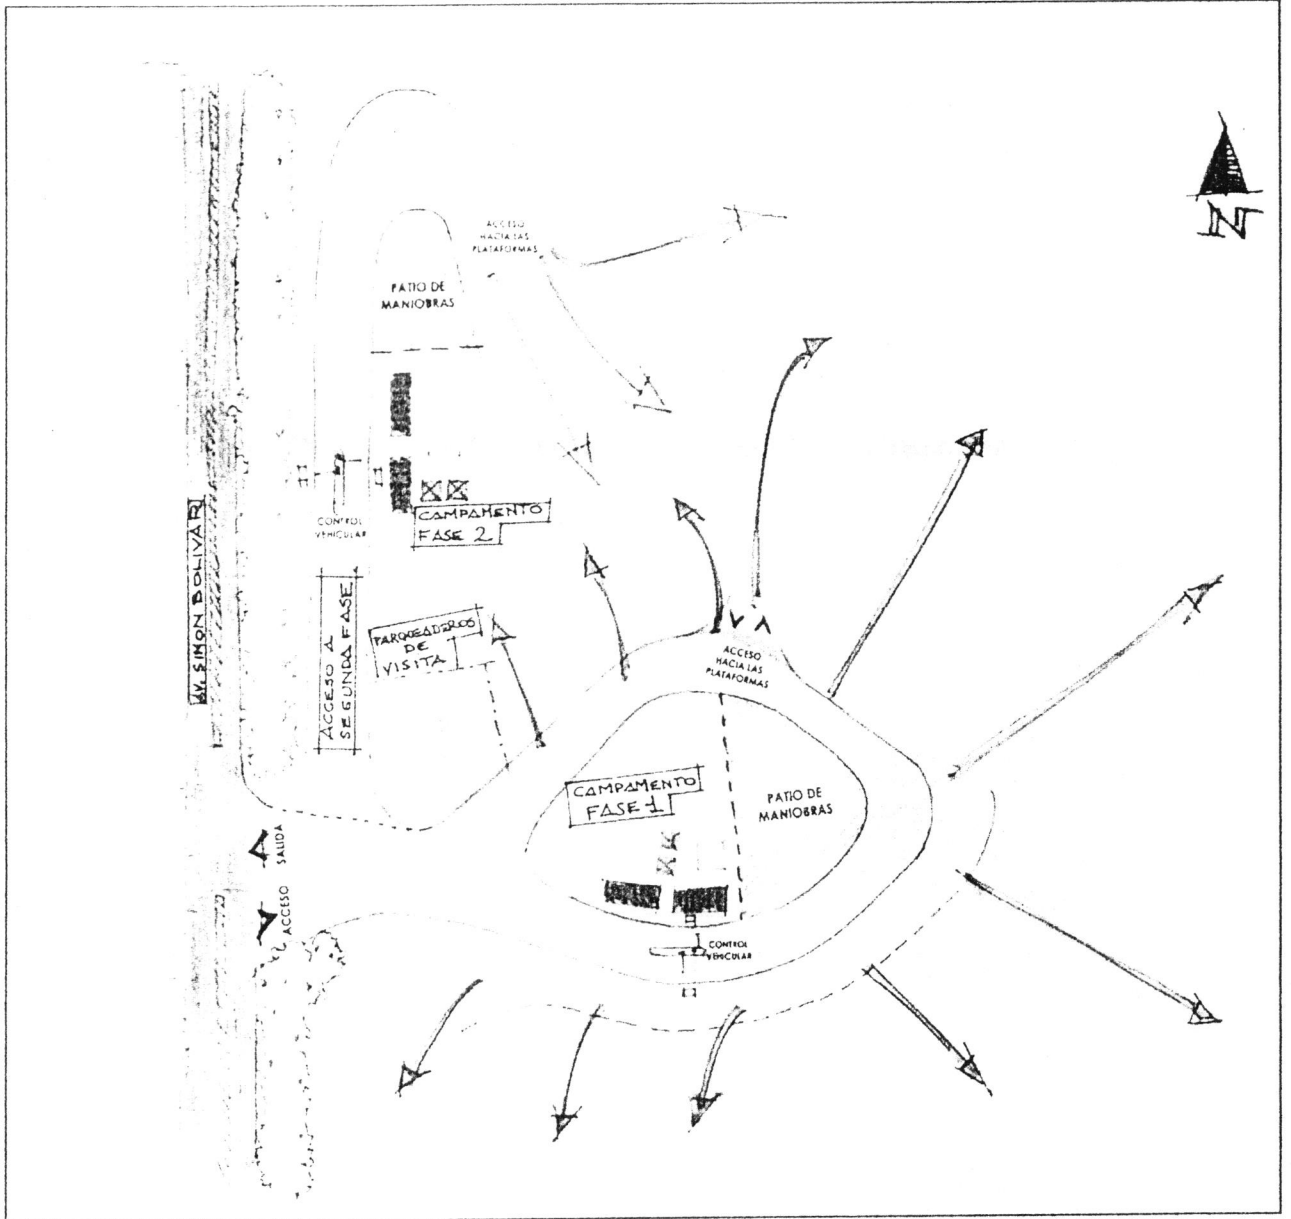 ACCESO
HACIA LAS
PLATAFORMAS
N
PATIO DE
MANIOBRAS
CAMPAMENTO
FASE 2
CONTROL
VEHICULAR
AV. SIMON BOLIVAR
ACCESO A
SEGUNDA FASE
PARQUEADEROS
DE
VISITA
ACCESO
HACIA LAS
PLATAFORMAS
CAMPAMENTO
FASE 1
PATIO DE
MANIOBRAS
SALIDA
ACCESO
CONTROL
VEHICULAR